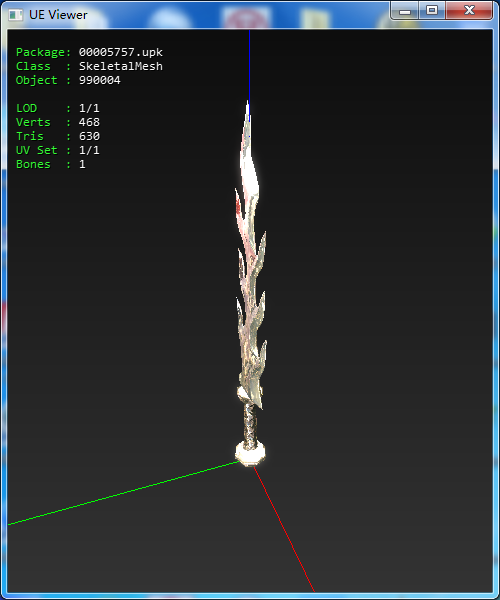 UE Viewer
Package: 00005757.upk
Class : SkeletalMesh
Object : 990004
LOD : 1/1
Verts : 468
Tris : 630
UV Set : 1/1
Bones : 1